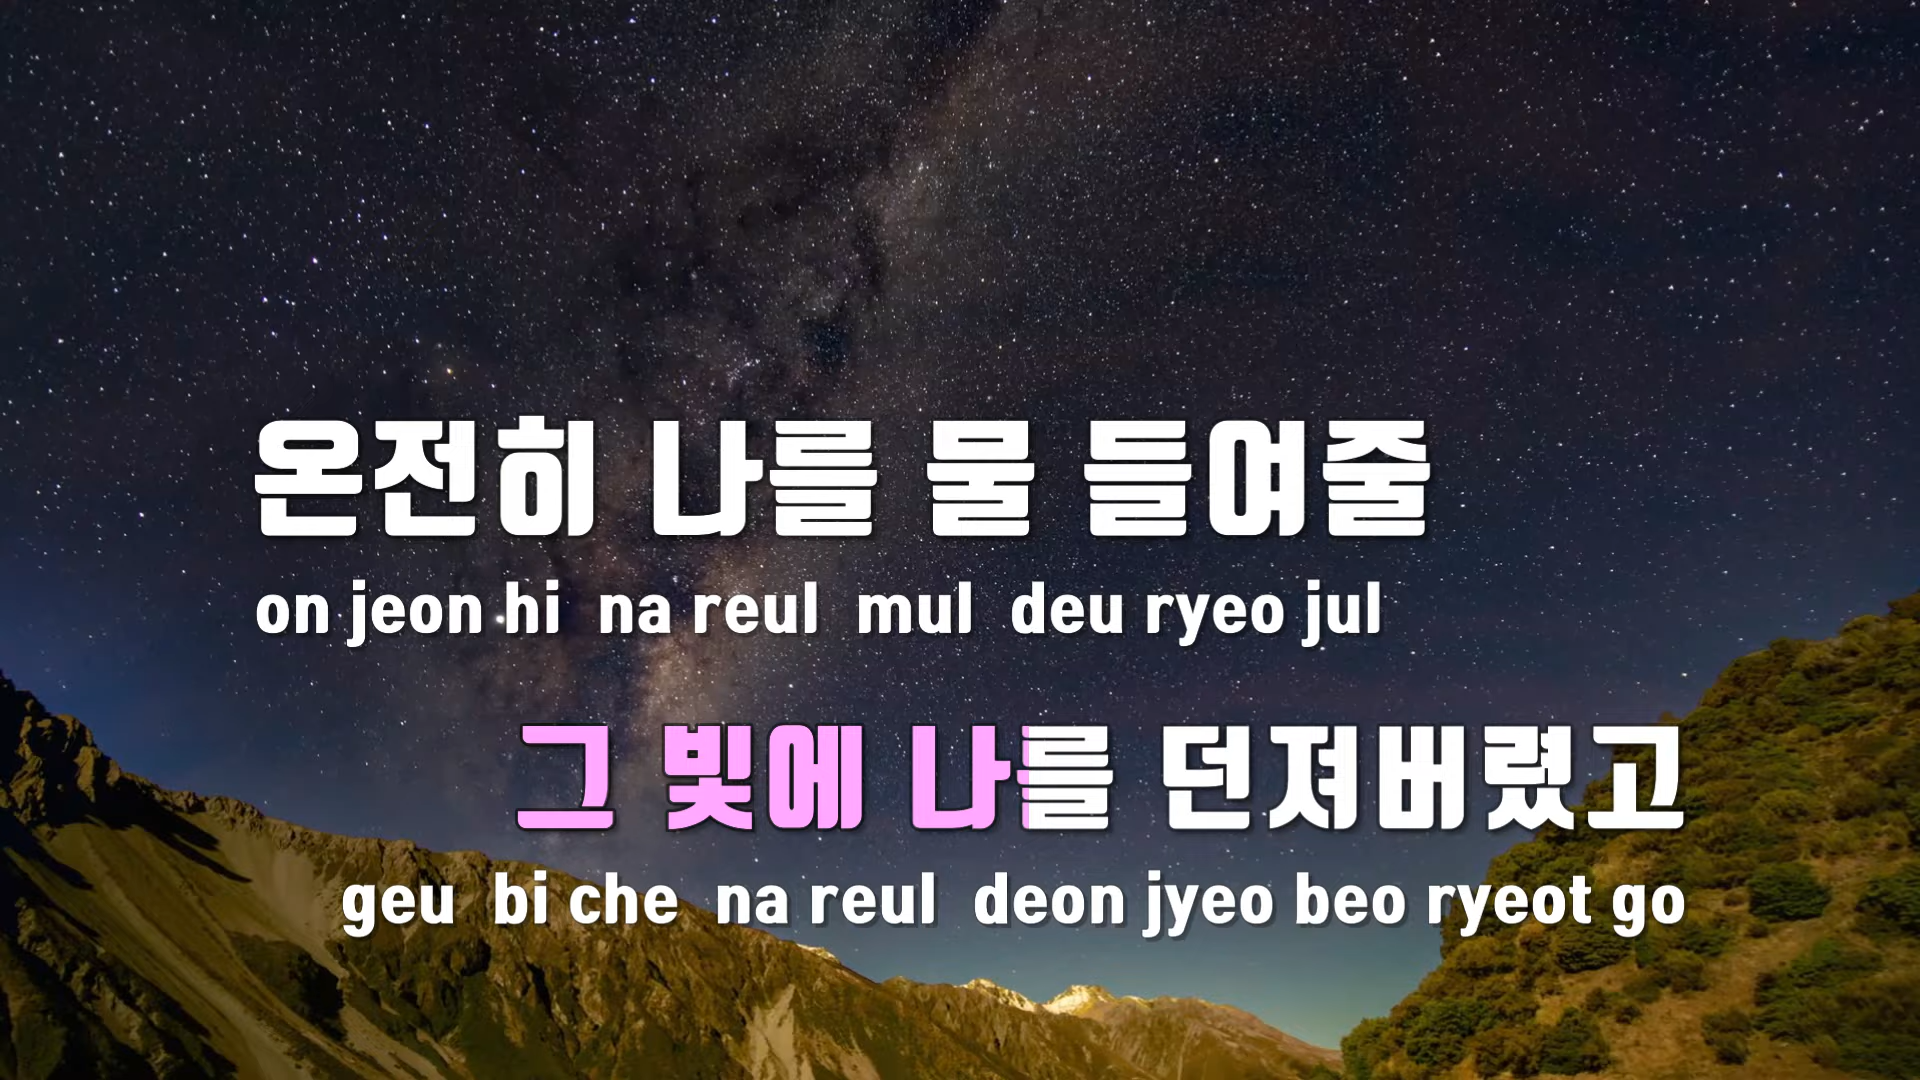 온전히 나를 물 들여줄
on jeon hi na reul mul deu ryeo jul
그 빛에 나를 던져버렸고
geu bi che na reul deon jyeo beo ryeot go